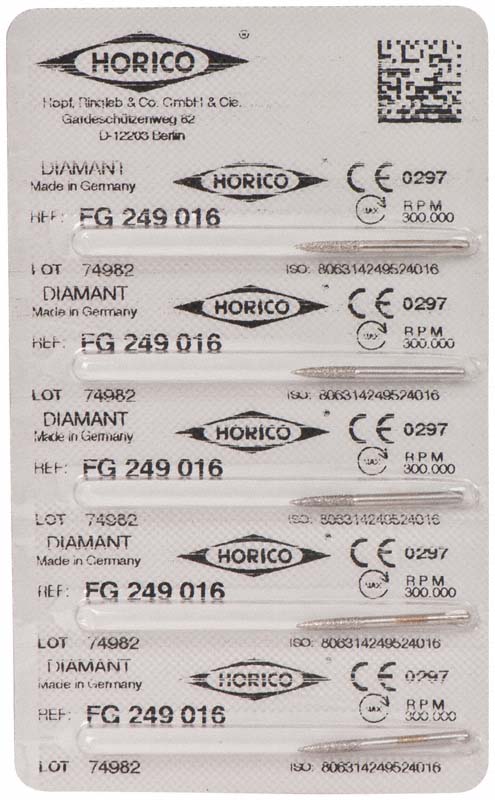 HORICO ®
Hopf, Ringleb & Co. GmbH & Cie.
Gardeschützenweg 82
D-12203 Berlin
DIAMANT
Made in Germany
HORICO
CE 0297
MAX RPM
300.000
REF: FG 249 016
LOT 74982
ISO: 806314249524016
DIAMANT
Made in Germany
HORICO
CE 0297
MAX RPM
300.000
REF: FG 249 016
LOT 74982
ISO: 806314249524016
DIAMANT
Made in Germany
HORICO
CE 0297
MAX RPM
300.000
REF: FG 249 016
LOT 74982
ISO: 806314249524016
DIAMANT
Made in Germany
HORICO
CE 0297
MAX RPM
300.000
REF: FG 249 016
LOT 74982
ISO: 806314249524016
DIAMANT
Made in Germany
HORICO
CE 0297
MAX RPM
300.000
REF: FG 249 016
LOT 74982
ISO: 806314249524016